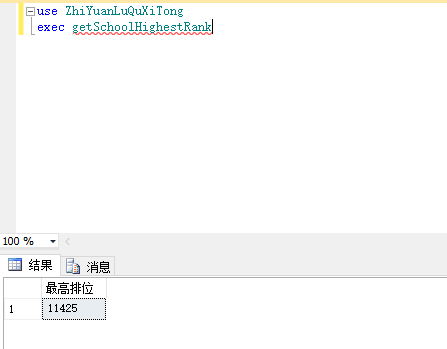 use ZhiYuanLuQuXiTong
exec getSchoolHighestRank
100 %
结果 消息
最高排位
1 11425